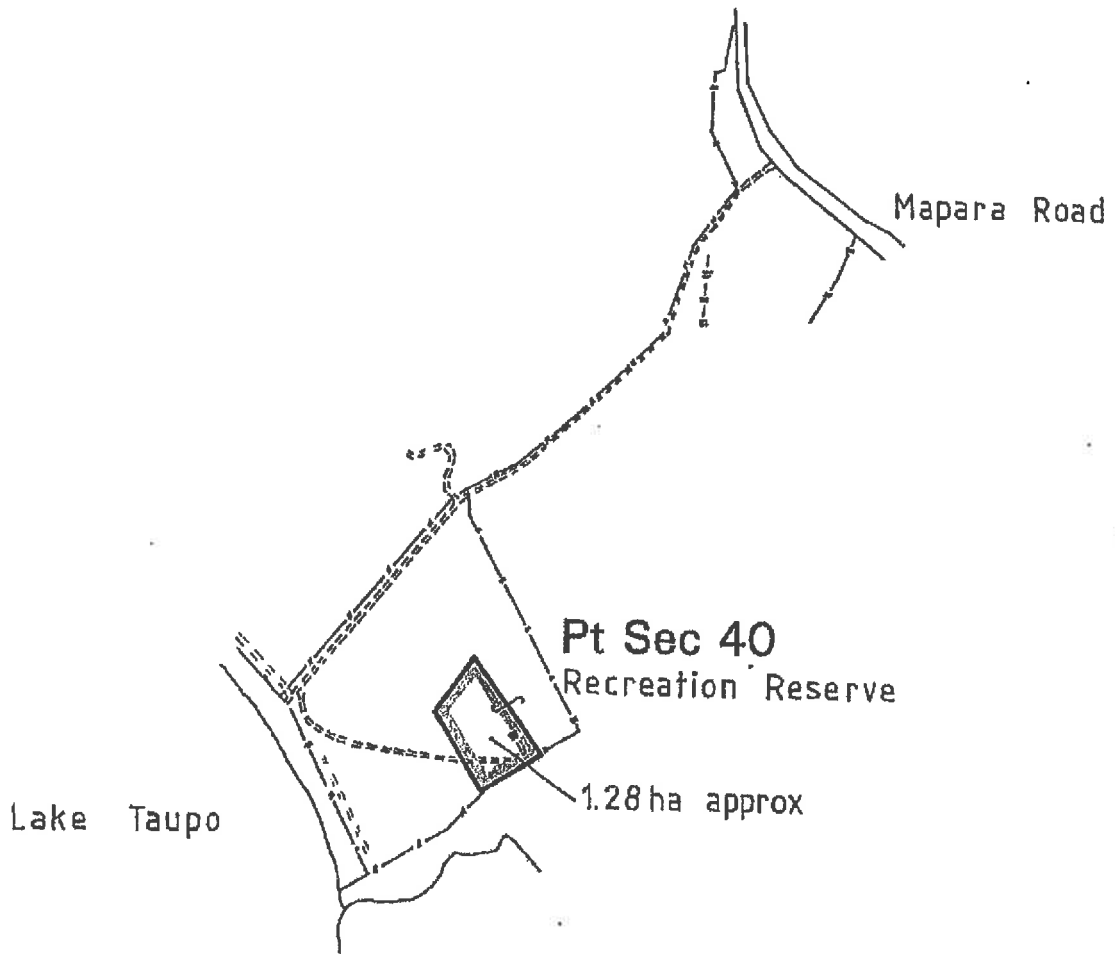 Mapara Road
Pt Sec 40
Recreation Reserve
1.28 ha approx
Lake Taupo